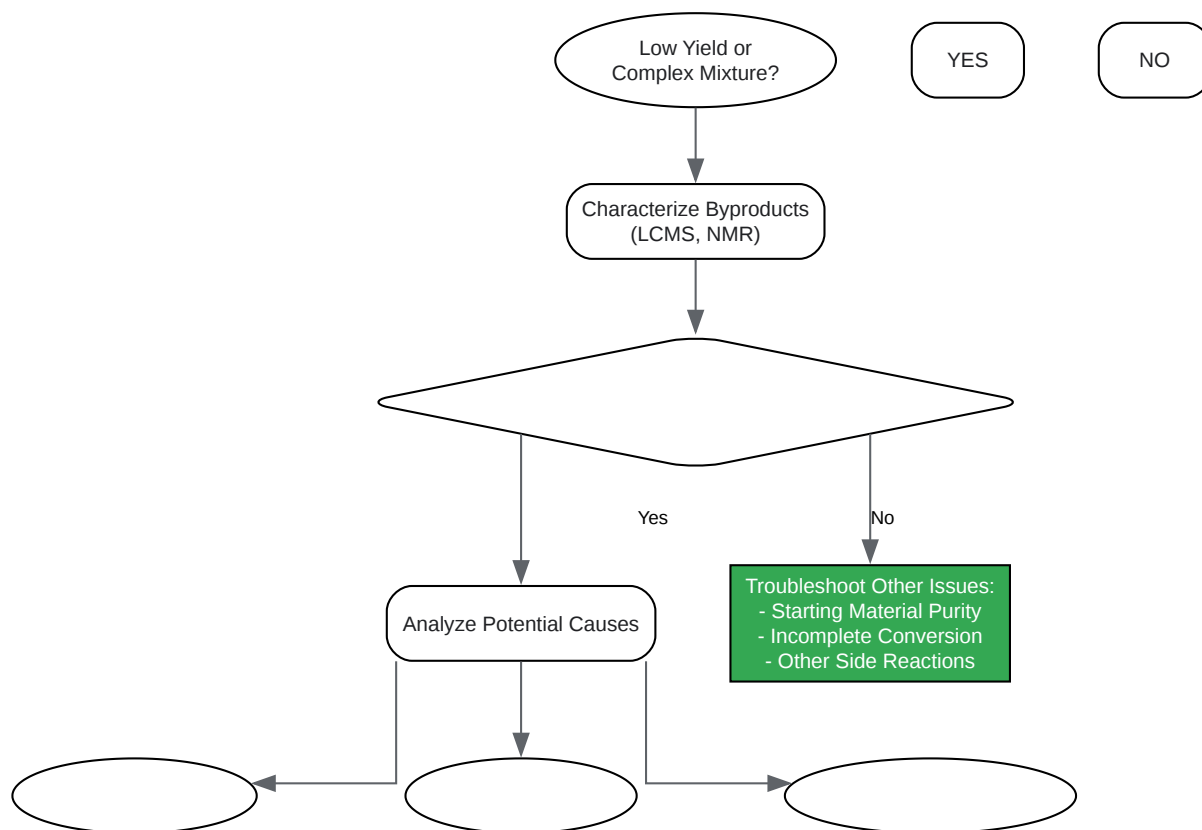 Low Yield or
Complex Mixture?
YES
NO
Characterize Byproducts
(LCMS, NMR)
Yes
No
Analyze Potential Causes
Troubleshoot Other Issues:
- Starting Material Purity
- Incomplete Conversion
- Other Side Reactions